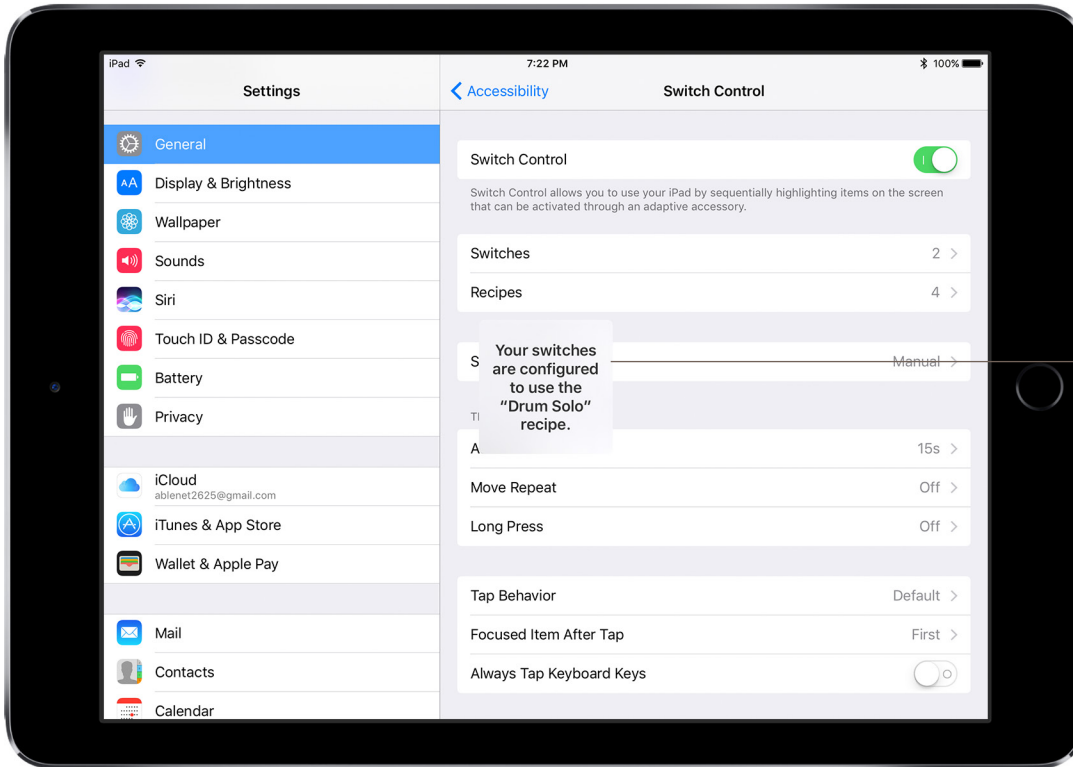 iPad
7:22 PM
100%
Settings
Accessibility
Switch Control
General
Display & Brightness
Wallpaper
Sounds
Siri
Touch ID & Passcode
Battery
Privacy
iCloud
ablenet2625@gmail.com
iTunes & App Store
Wallet & Apple Pay
Mail
Contacts
Calendar
Switch Control
Switch Control allows you to use your iPad by sequentially highlighting items on the screen
that can be activated through an adaptive accessory.
Switches 2
Recipes 4
Your switches
are configured
to use the
“Drum Solo”
recipe.
S Manual
A 15s
Move Repeat Off
Long Press Off
Tap Behavior Default
Focused Item After Tap First
Always Tap Keyboard Keys